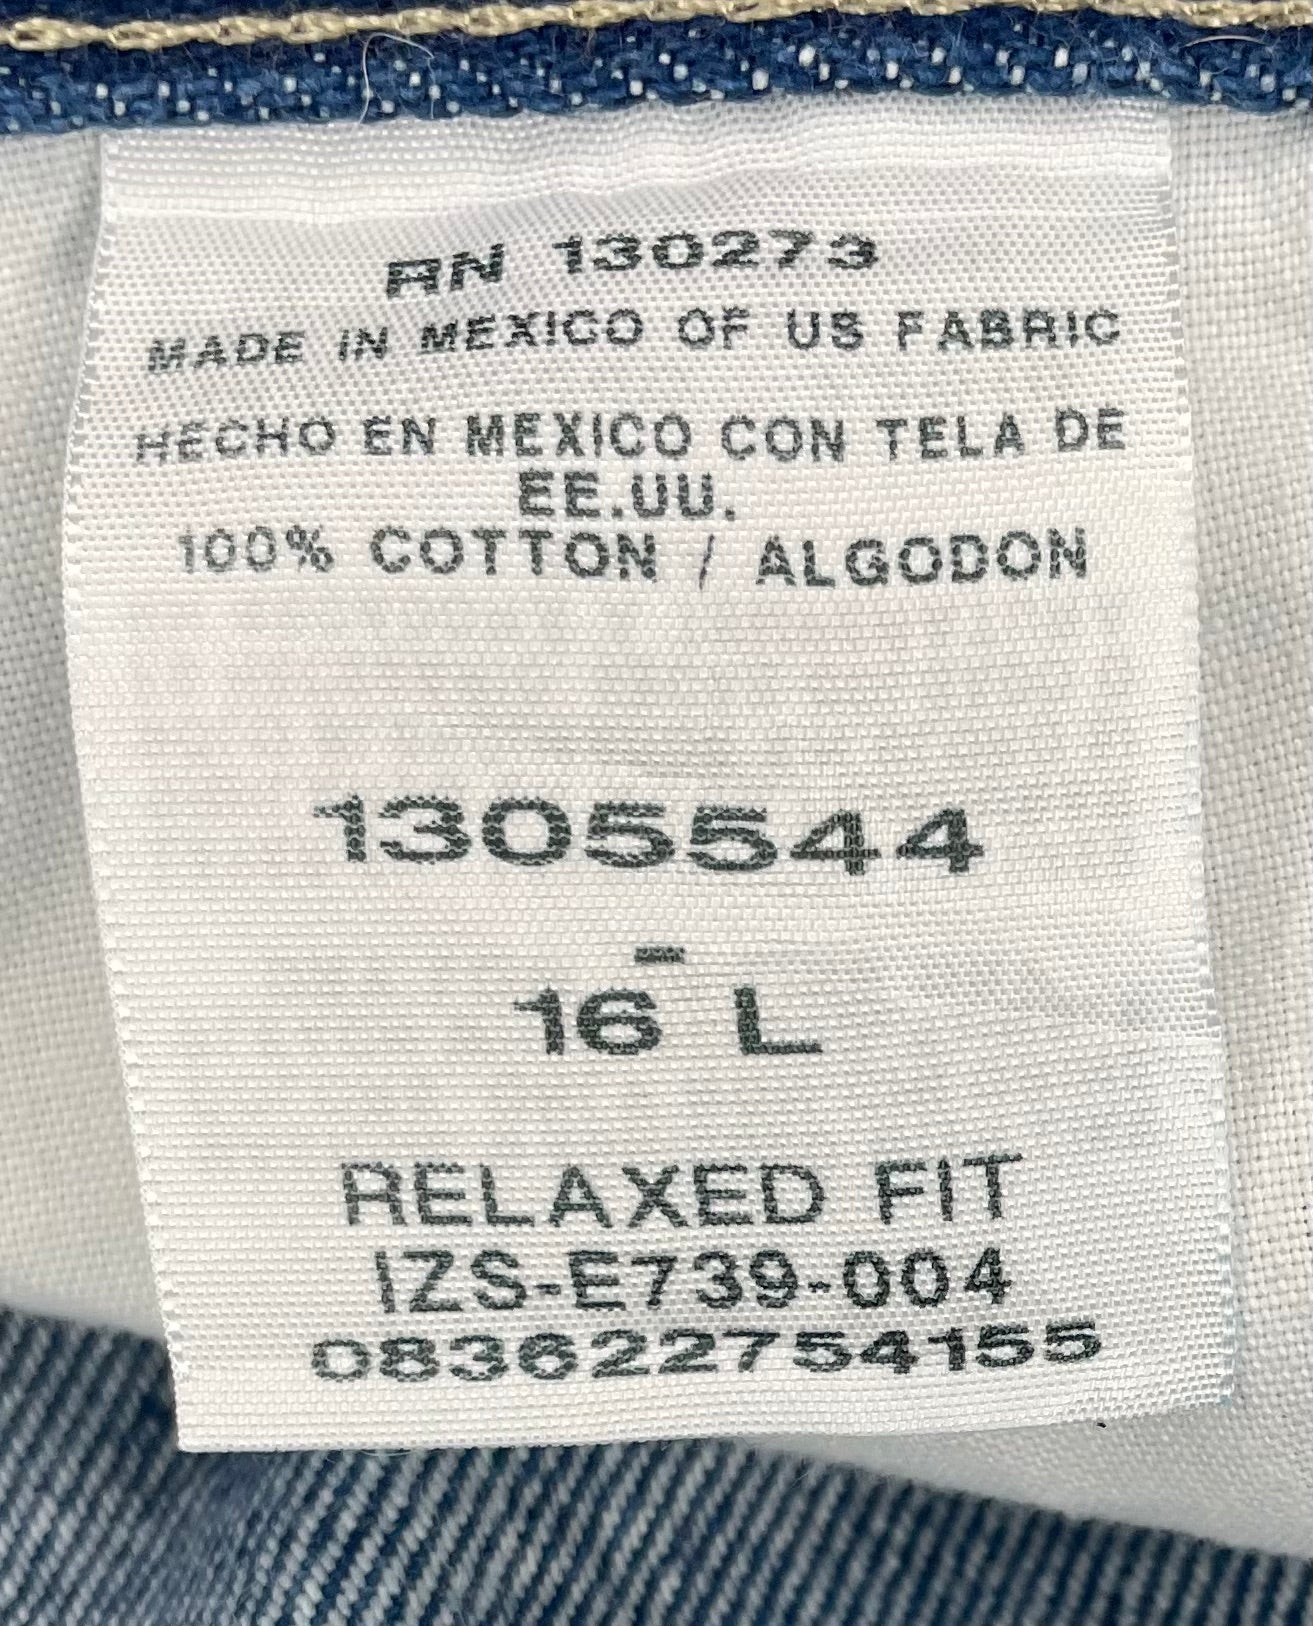 RN 130273
MADE IN MEXICO OF US FABRIC
HECHO EN MEXICO CON TELA DE
EE.UU.
100% COTTON / ALGODON
1305544
-
16 L
RELAXED FIT
IZS-E739-004
083622754155